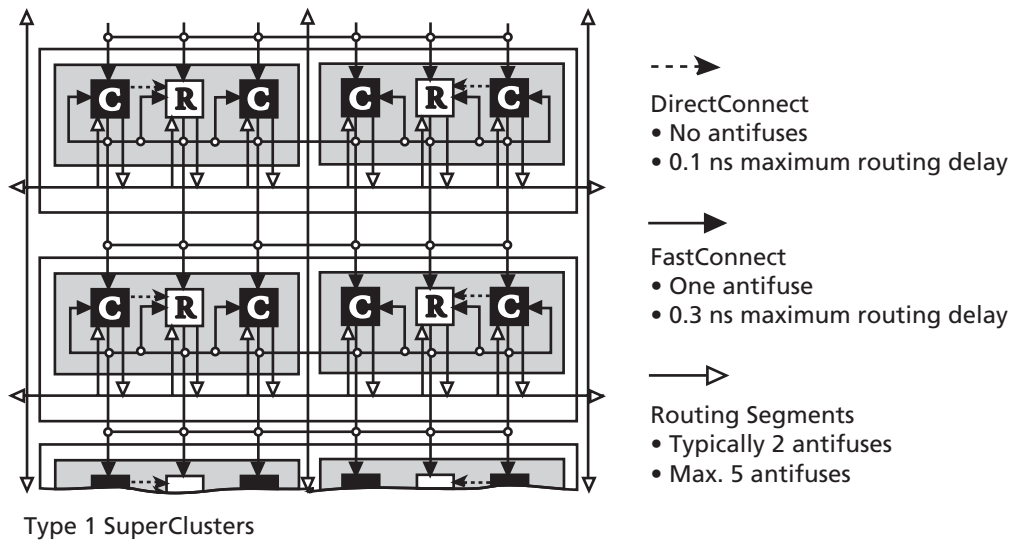 C R C C R C
DirectConnect
• No antifuses
• 0.1 ns maximum routing delay
FastConnect
• One antifuse
• 0.3 ns maximum routing delay
C R C C R C
Routing Segments
• Typically 2 antifuses
• Max. 5 antifuses
Type 1 SuperClusters